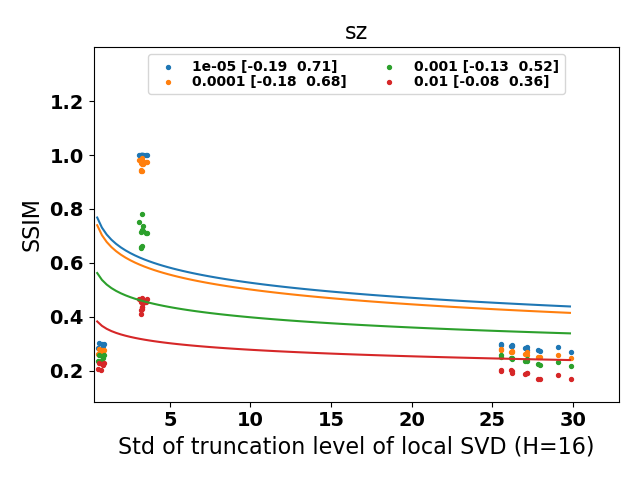 sz
1e-05 [-0.19  0.71]
0.0001 [-0.18  0.68]
0.001 [-0.13  0.52]
0.01 [-0.08  0.36]
SSIM
1.2
1.0
0.8
0.6
0.4
0.2
5 10 15 20 25 30
Std of truncation level of local SVD (H=16)